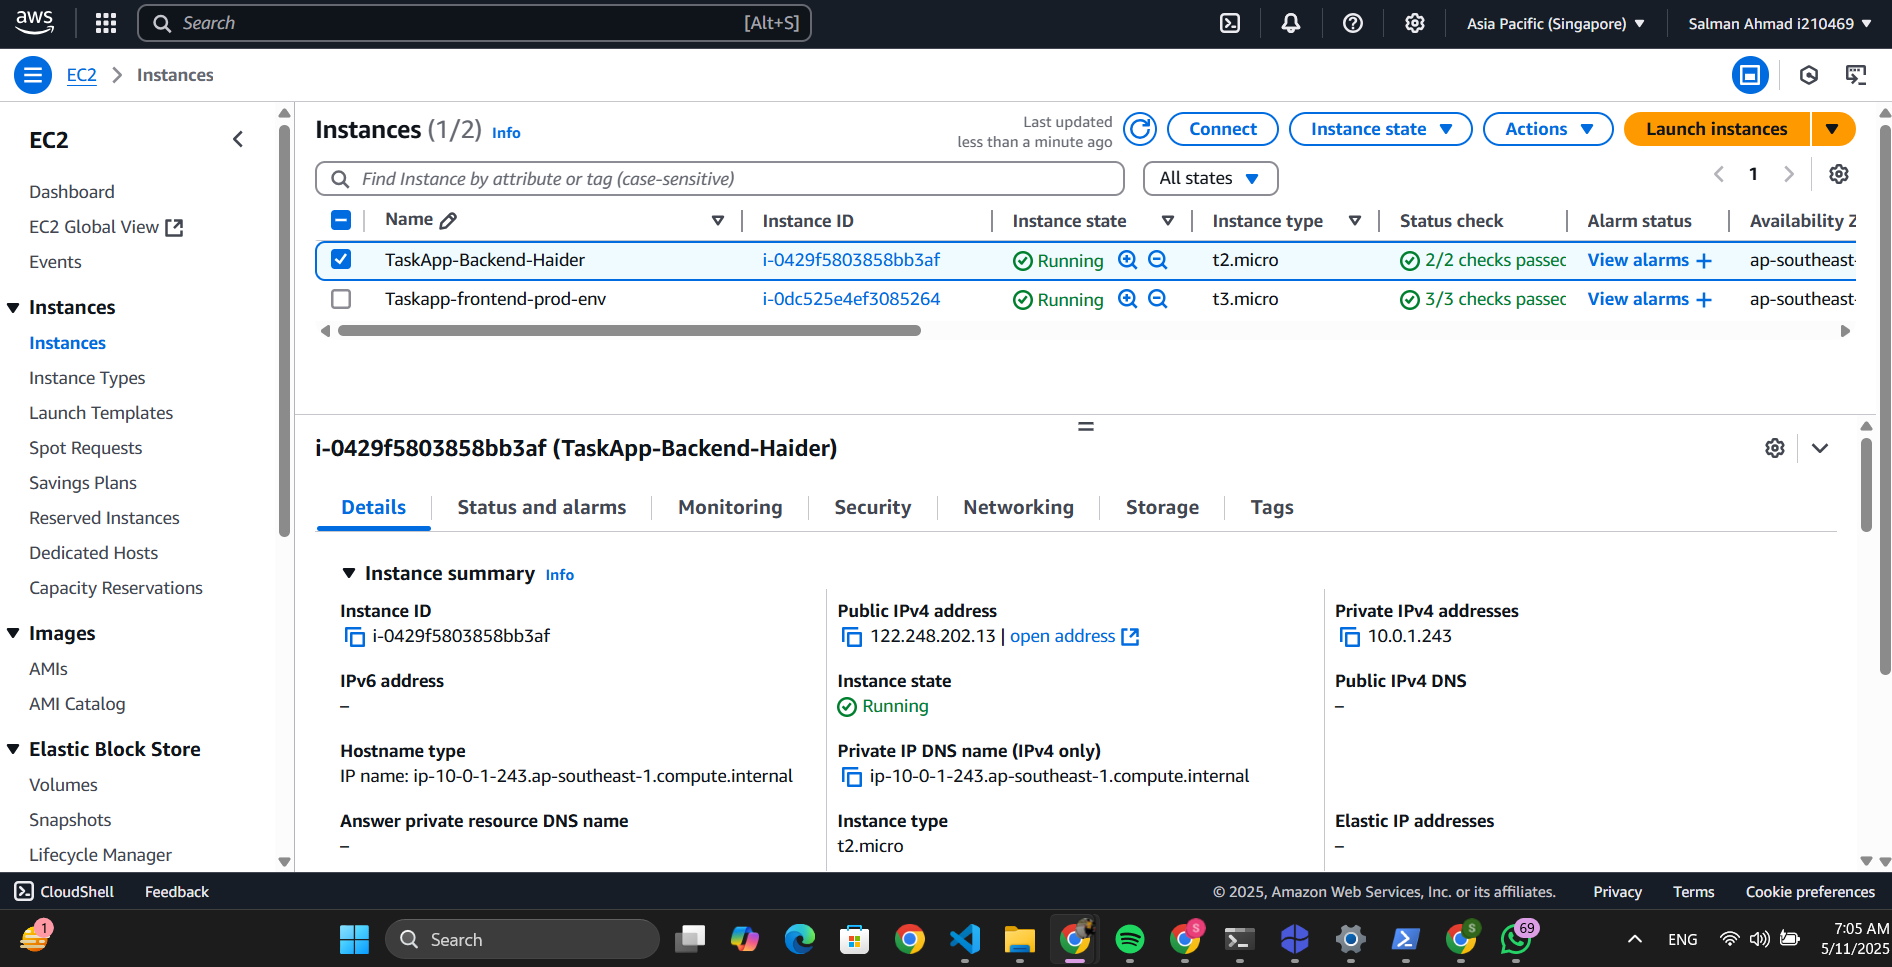 aws
Search [Alt+S]
Asia Pacific (Singapore)
Salman Ahmad i210469
EC2
Instances
EC2
Dashboard
EC2 Global View
Events
Instances
Instances
Instance Types
Launch Templates
Spot Requests
Savings Plans
Reserved Instances
Dedicated Hosts
Capacity Reservations
Images
AMIs
AMI Catalog
Elastic Block Store
Volumes
Snapshots
Lifecycle Manager
Instances (1/2) Info
Last updated
less than a minute ago
Connect
Instance state
Actions
Launch instances
Find Instance by attribute or tag (case-sensitive)
All states
1
Name Instance ID Instance state Instance type Status check Alarm status Availability Z
TaskApp-Backend-Haider i-0429f5803858bb3af Running t2.micro 2/2 checks passed View alarms + ap-southeast-
Taskapp-frontend-prod-env i-0dc525e4ef3085264 Running t3.micro 3/3 checks passed View alarms + ap-southeast-
i-0429f5803858bb3af (TaskApp-Backend-Haider)
Details Status and alarms Monitoring Security Networking Storage Tags
Instance summary Info
Instance ID
i-0429f5803858bb3af
Public IPv4 address
122.248.202.13 | open address
Private IPv4 addresses
10.0.1.243
IPv6 address
–
Instance state
Running
Public IPv4 DNS
–
Hostname type
IP name: ip-10-0-1-243.ap-southeast-1.compute.internal
Private IP DNS name (IPv4 only)
ip-10-0-1-243.ap-southeast-1.compute.internal
Answer private resource DNS name
–
Instance type
t2.micro
Elastic IP addresses
–
CloudShell Feedback
© 2025, Amazon Web Services, Inc. or its affiliates. Privacy Terms Cookie preferences
1
Search
S
S
69
ENG
7:05 AM
5/11/2025